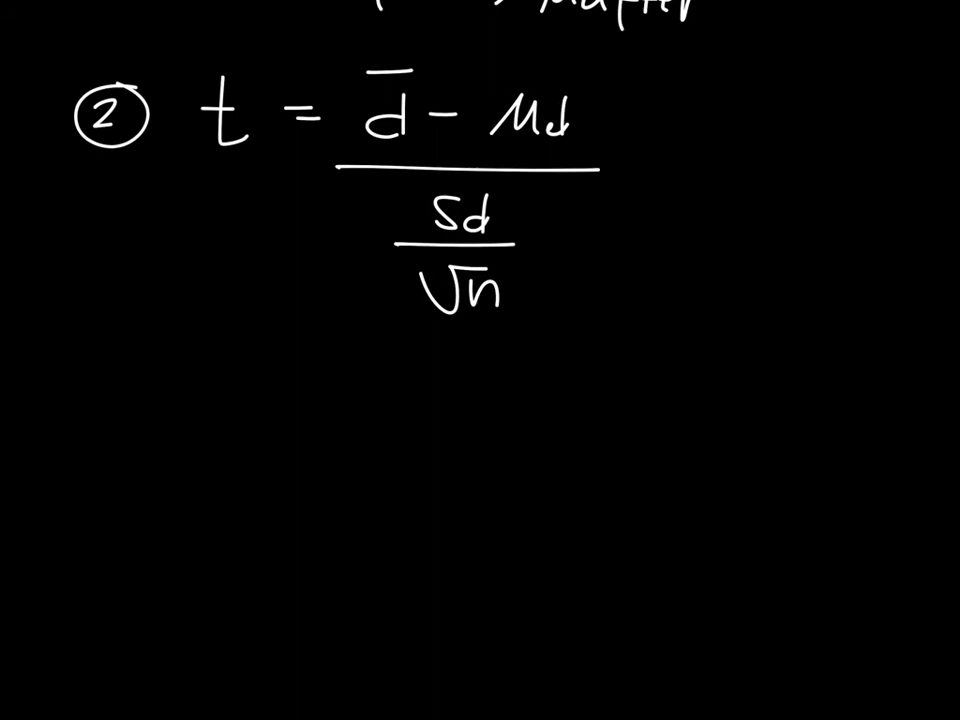 ② t = d̅ - μd
sd
√n